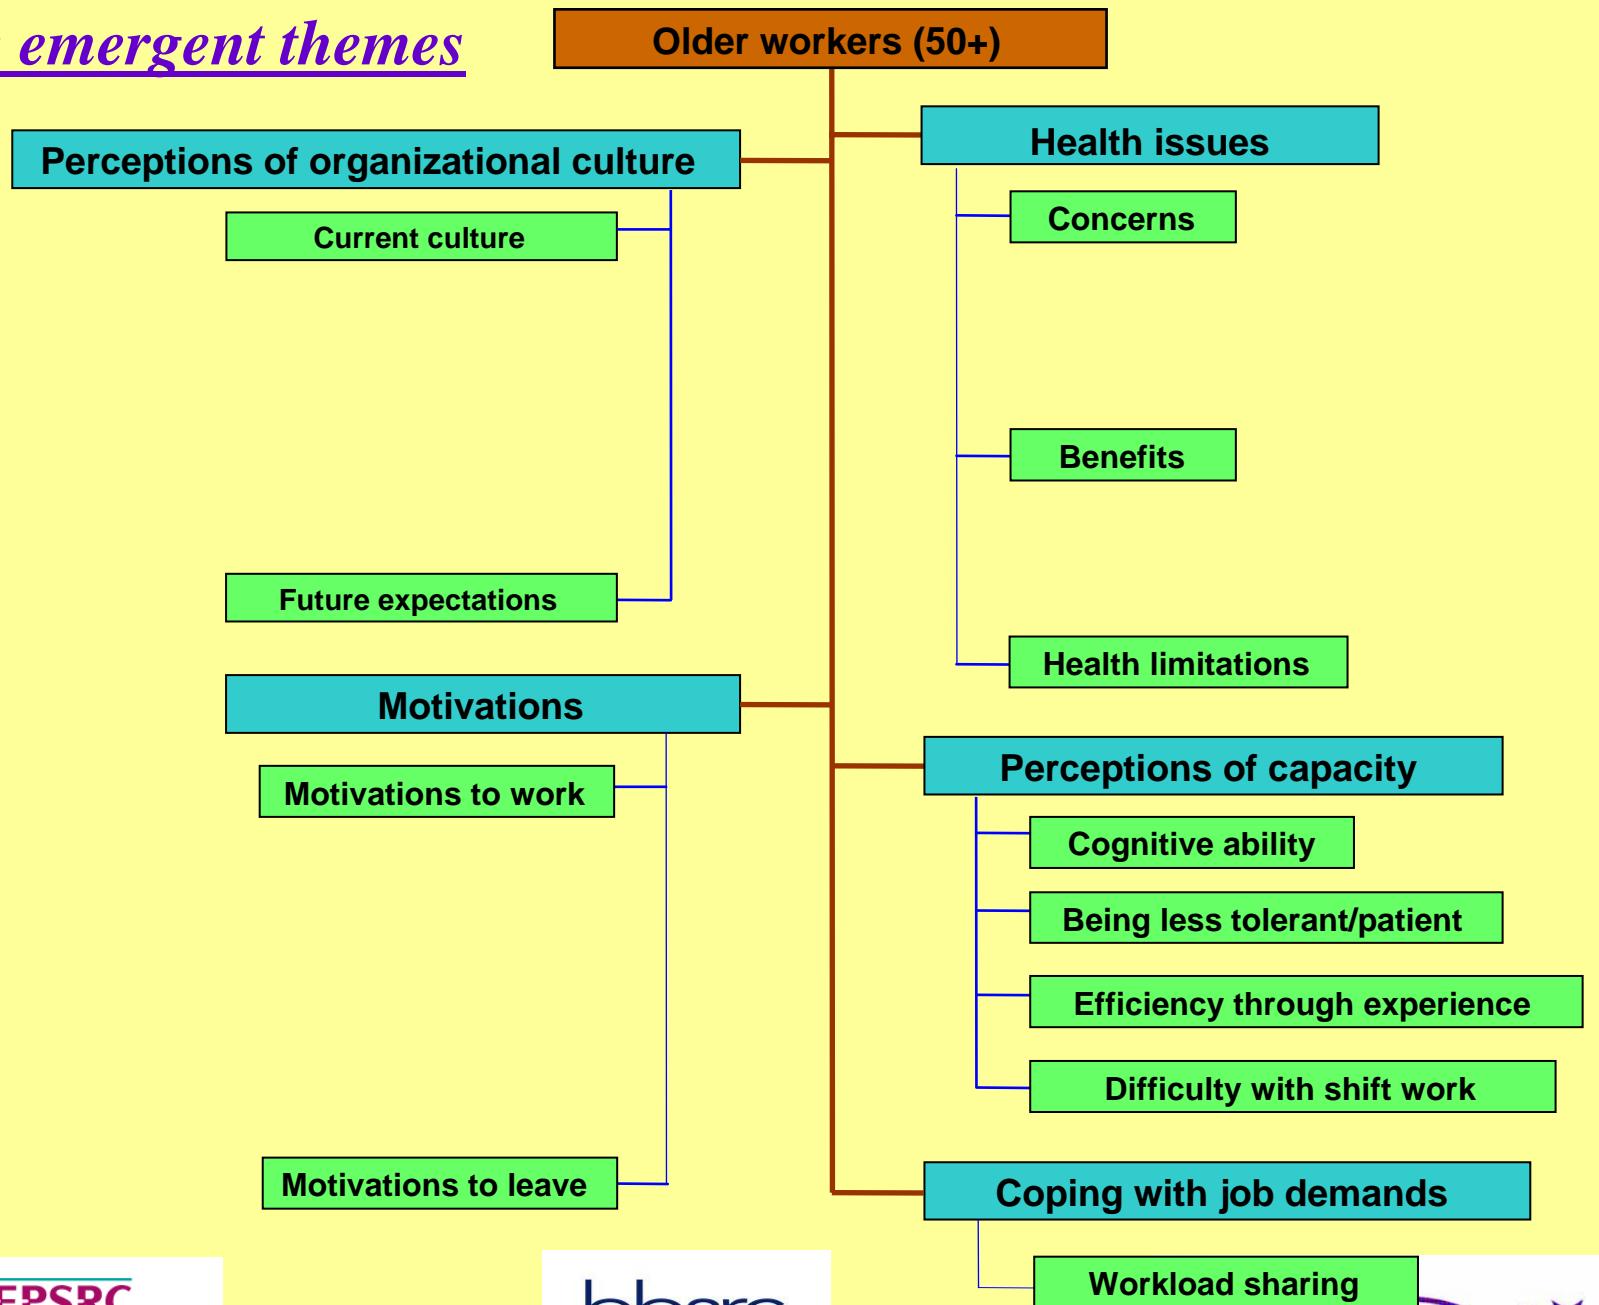 emergent themes
Older workers (50+)
Perceptions of organizational culture
Current culture
Future expectations
Motivations
Motivations to work
Motivations to leave
Health issues
Concerns
Benefits
Health limitations
Perceptions of capacity
Cognitive ability
Being less tolerant/patient
Efficiency through experience
Difficulty with shift work
Coping with job demands
Workload sharing
EPSRC
bbsrc